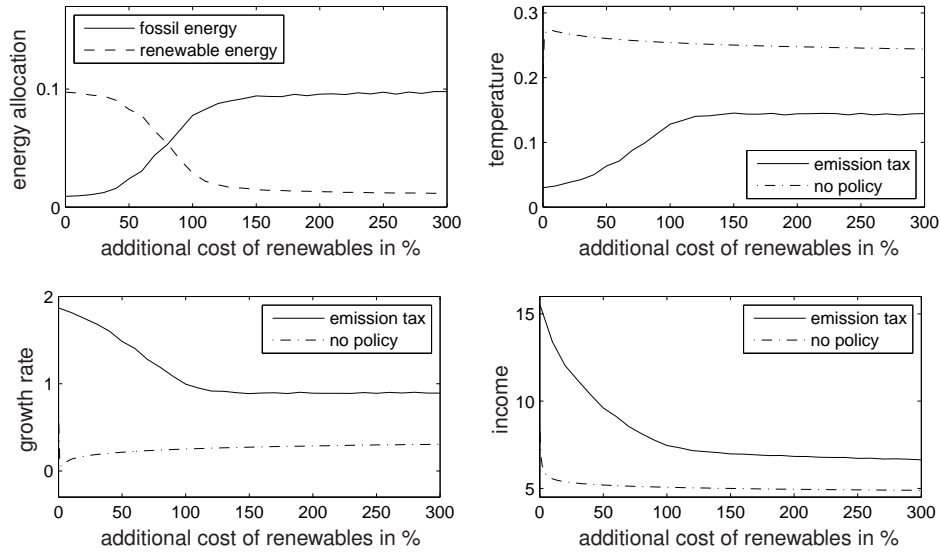 energy allocation
0.1
0
fossil energy
renewable energy
0 50 100 150 200 250 300
additional cost of renewables in %
temperature
0.3
0.2
0.1
0
emission tax
no policy
0 50 100 150 200 250 300
additional cost of renewables in %
growth rate
2
1
0
emission tax
no policy
0 50 100 150 200 250 300
additional cost of renewables in %
income
15
10
5
emission tax
no policy
0 50 100 150 200 250 300
additional cost of renewables in %